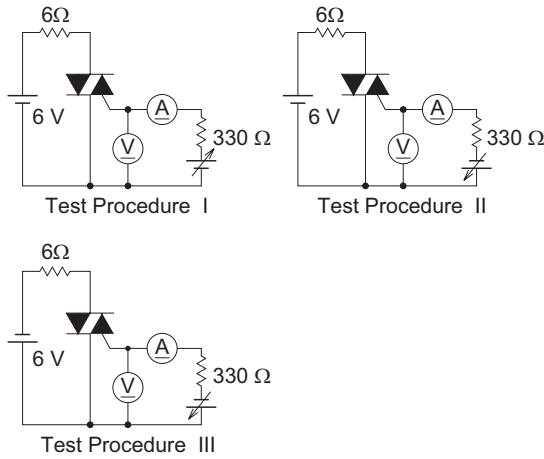 6Ω
6 V
A
V
330 Ω
Test Procedure I
6Ω
6 V
A
V
330 Ω
Test Procedure II
6Ω
6 V
A
V
330 Ω
Test Procedure III